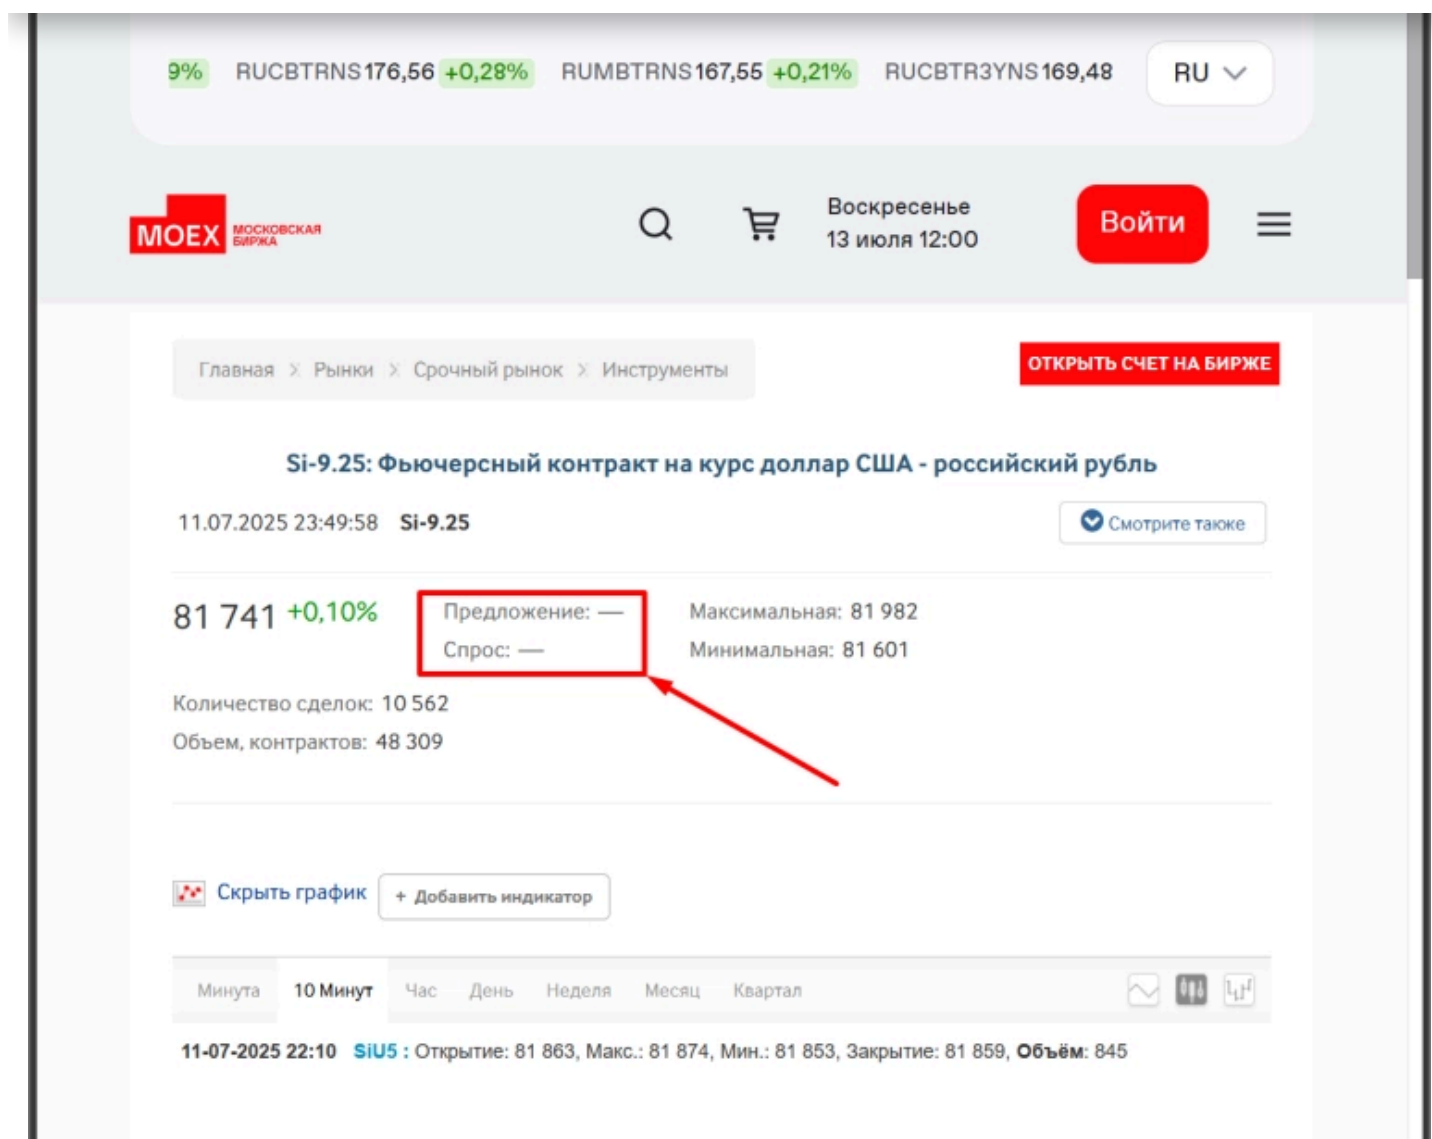 9% RUCBTRNS 176,56 +0,28% RUMBTRNS 167,55 +0,21% RUCBTR3YNS 169,48 RU
MOEX МОСКОВСКАЯ БИРЖА
Воскресенье
13 июля 12:00
Войти
Главная Рынки Срочный рынок Инструменты
ОТКРЫТЬ СЧЕТ НА БИРЖЕ
Si-9.25: Фьючерсный контракт на курс доллар США - российский рубль
11.07.2025 23:49:58 Si-9.25
Смотрите также
81 741 +0,10%
Предложение: —
Спрос: —
Максимальная: 81 982
Минимальная: 81 601
Количество сделок: 10 562
Объем, контрактов: 48 309
Скрыть график + Добавить индикатор
Минута 10 Минут Час День Неделя Месяц Квартал
11-07-2025 22:10 SiU5 : Открытие: 81 863, Макс.: 81 874, Мин.: 81 853, Закрытие: 81 859, Объём: 845